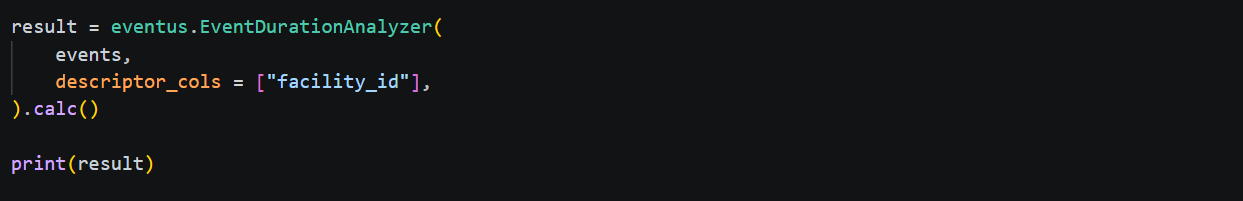 result = eventus.EventDurationAnalyzer(
    events,
    descriptor_cols = ["facility_id"],
).calc()

print(result)